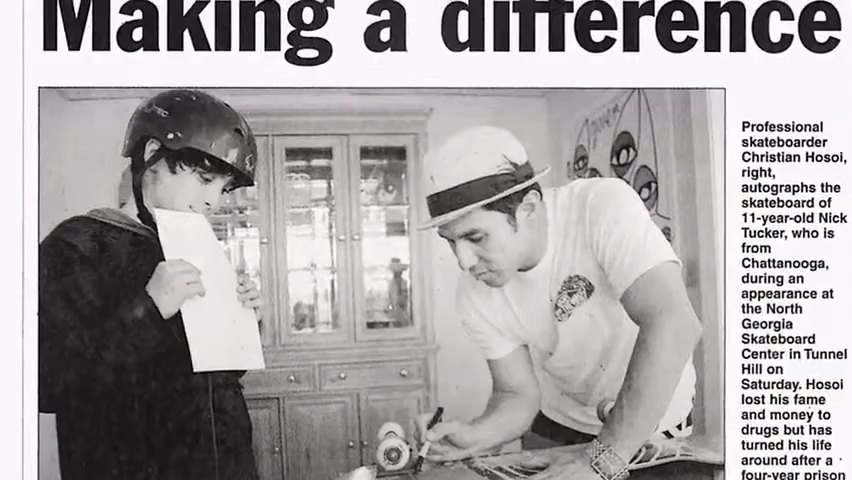 Making a difference
Professional
skateboarder
Christian Hosoi,
right,
autographs the
skateboard of
11-year-old Nick
Tucker, who is
from
Chattanooga,
during an
appearance at
the North
Georgia
Skateboard
Center in Tunnel
Hill on
Saturday. Hosoi
lost his fame
and money to
drugs but has
turned his life
around after a
four-year prison